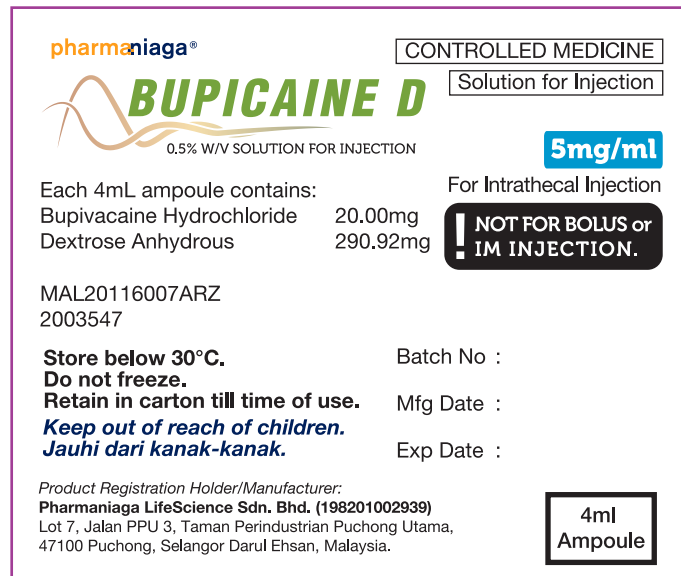 pharmaniaga®
CONTROLLED MEDICINE
Solution for Injection
BUPICAINE D
0.5% W/V SOLUTION FOR INJECTION
5mg/ml
For Intrathecal Injection
! NOT FOR BOLUS or
IM INJECTION.
Each 4mL ampoule contains:
Bupivacaine Hydrochloride 20.00mg
Dextrose Anhydrous 290.92mg
MAL20116007ARZ
2003547
Store below 30°C.
Do not freeze.
Retain in carton till time of use.
Keep out of reach of children.
Jauhi dari kanak-kanak.
Batch No :
Mfg Date :
Exp Date :
Product Registration Holder/Manufacturer:
Pharmaniaga LifeScience Sdn. Bhd. (198201002939)
Lot 7, Jalan PPU 3, Taman Perindustrian Puchong Utama,
47100 Puchong, Selangor Darul Ehsan, Malaysia.
4ml
Ampoule